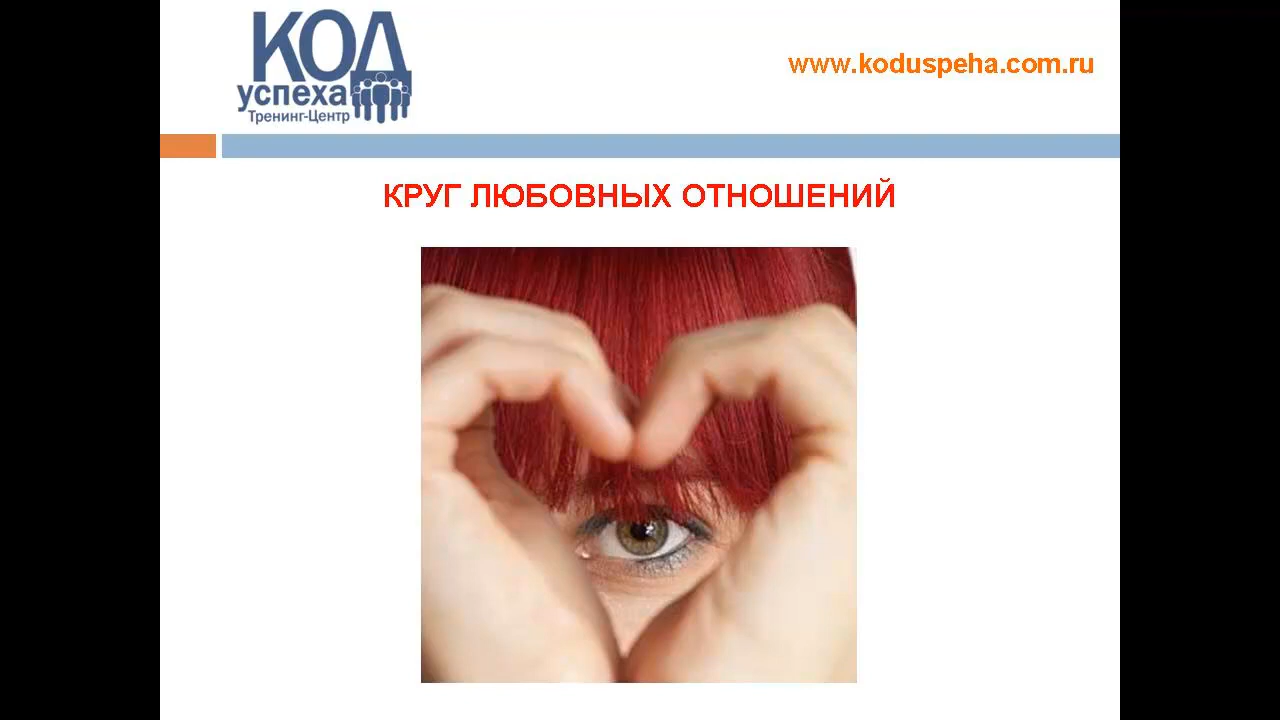 КОД
успеха
Тренинг-Центр
www.koduspeha.com.ru
КРУГ ЛЮБОВНЫХ ОТНОШЕНИЙ